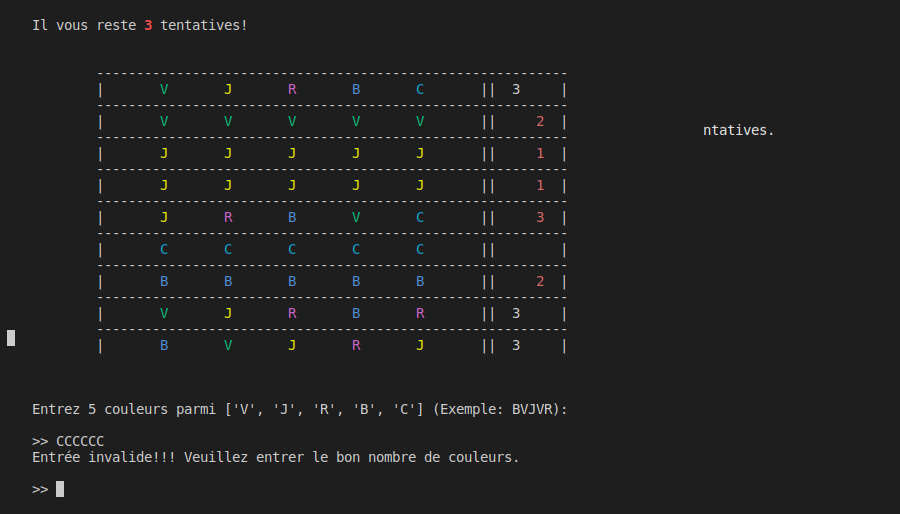 Il vous reste 3 tentatives!
-----------------------------------------------------------
| V J R B C || 3 |
-----------------------------------------------------------
| V V V V V || 2 |
ntatives.
-----------------------------------------------------------
| J J J J J || 1 |
-----------------------------------------------------------
| J J J J J || 1 |
-----------------------------------------------------------
| J R B V C || 3 |
-----------------------------------------------------------
| C C C C C || |
-----------------------------------------------------------
| B B B B B || 2 |
-----------------------------------------------------------
| V J R B R || 3 |
-----------------------------------------------------------
| B V J R J || 3 |
Entrez 5 couleurs parmi ['V', 'J', 'R', 'B', 'C'] (Exemple: BVJVR):
>> CCCCCC
Entrée invalide!!! Veuillez entrer le bon nombre de couleurs.
>>